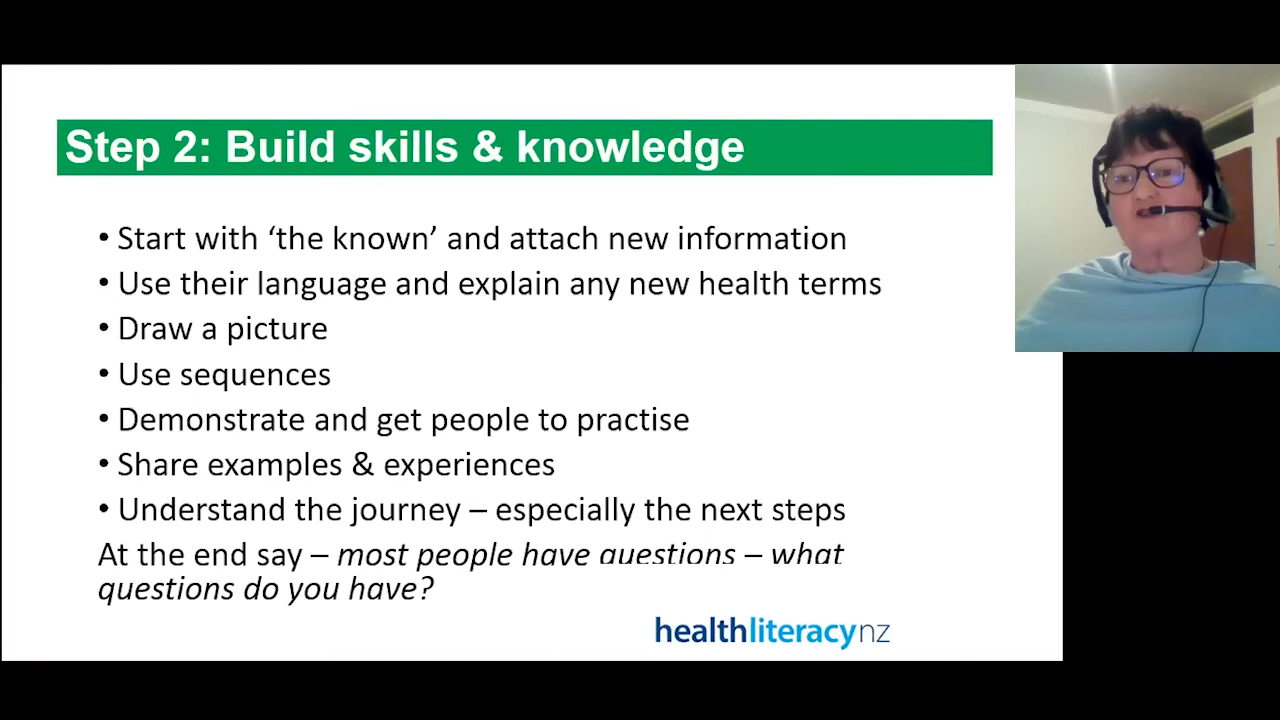 Step 2: Build skills & knowledge
• Start with ‘the known’ and attach new information
• Use their language and explain any new health terms
• Draw a picture
• Use sequences
• Demonstrate and get people to practise
• Share examples & experiences
• Understand the journey – especially the next steps
At the end say – most people have questions – what
questions do you have?
healthliteracynz